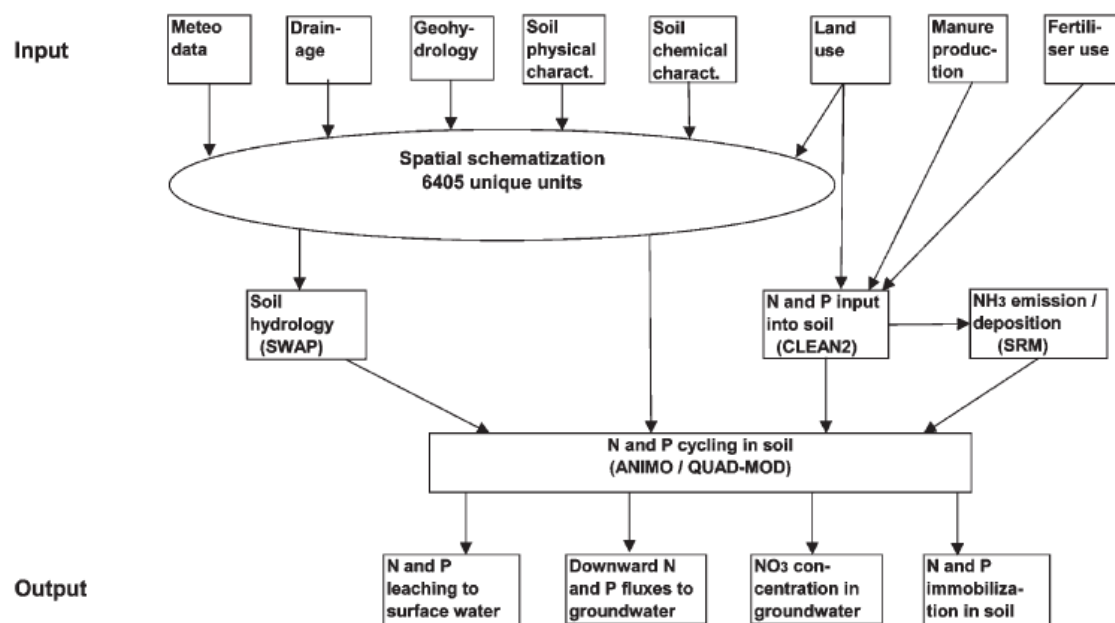 Input
Meteo
data
Drain-
age
Geohy-
drology
Soil
physical
charact.
Soil
chemical
charact.
Land
use
Manure
produc-
tion
Fertili-
ser use
Spatial schematization
6405 unique units
Soil
hydrology
(SWAP)
N and P input
into soil
(CLEAN2)
NH3 emission /
deposition
(SRM)
N and P cycling in soil
(ANIMO / QUAD-MOD)
Output
N and P
leaching to
surface water
Downward N
and P fluxes to
groundwater
NO3 con-
centration in
groundwater
N and P
immobiliza-
tion in soil